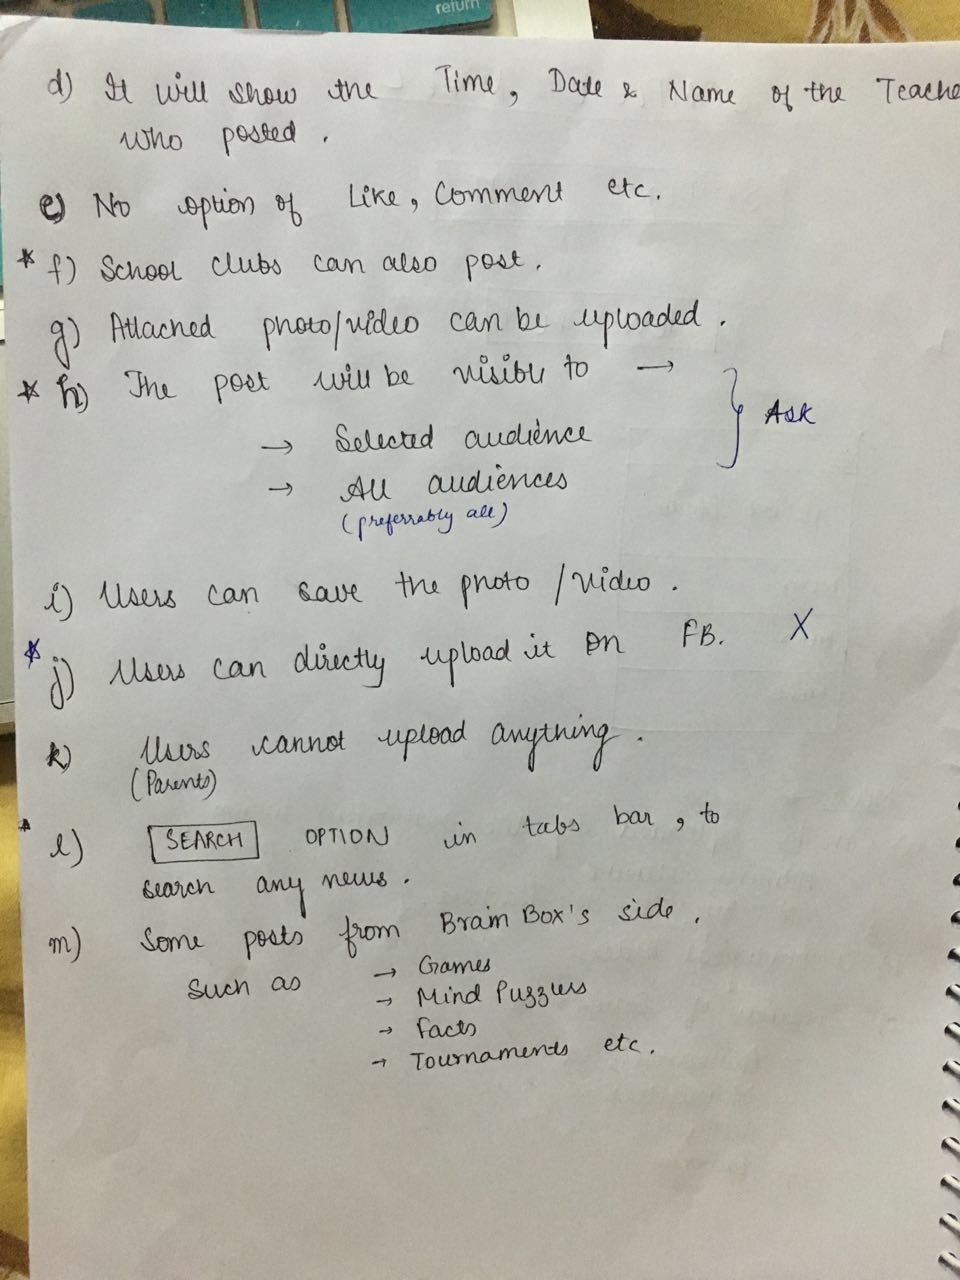 return
d) It will show the Time, Date & Name of the Teache
who posted.
e) No option of Like, Comment etc.
* f) School clubs can also post.
g) Attached photo/video can be uploaded.
* h) The post will be visible to →
} Ask
→ Selected audience
→ All audiences
(preferrably all)
i) Users can save the photo / video.
* j) Users can directly upload it on FB. X
k) Users cannot upload anything.
(Parents)
* l) SEARCH OPTION in tabs bar, to
search any news.
m) Some posts from Brain Box's side.
Such as → Games
→ Mind Puzzles
→ Facts
→ Tournaments etc.